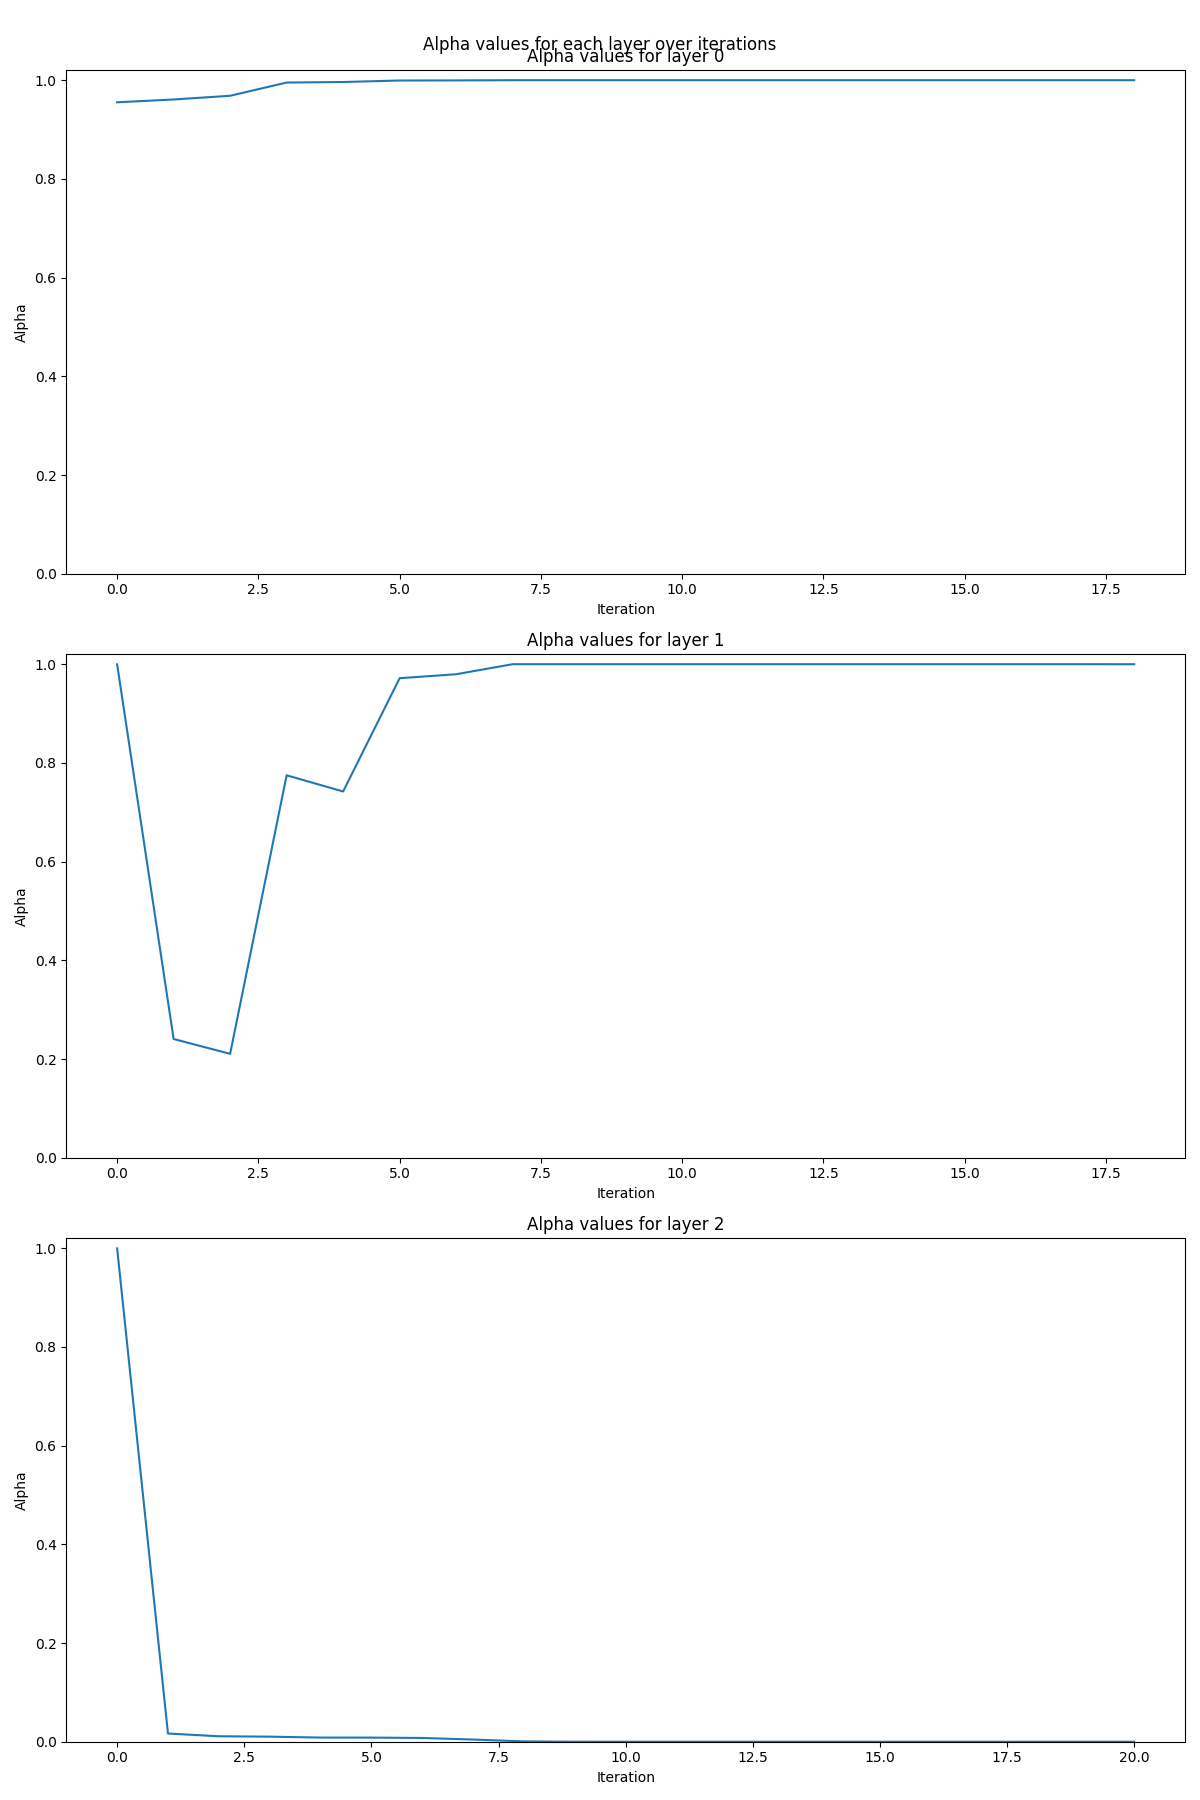 Alpha values for each layer over iterations
Alpha values for layer 0
1.0
0.8
0.6
0.4
0.2
0.0
Alpha
0.0 2.5 5.0 7.5 10.0 12.5 15.0 17.5
Iteration
Alpha values for layer 1
1.0
0.8
0.6
0.4
0.2
0.0
Alpha
0.0 2.5 5.0 7.5 10.0 12.5 15.0 17.5
Iteration
Alpha values for layer 2
1.0
0.8
0.6
0.4
0.2
0.0
Alpha
0.0 2.5 5.0 7.5 10.0 12.5 15.0 17.5 20.0
Iteration